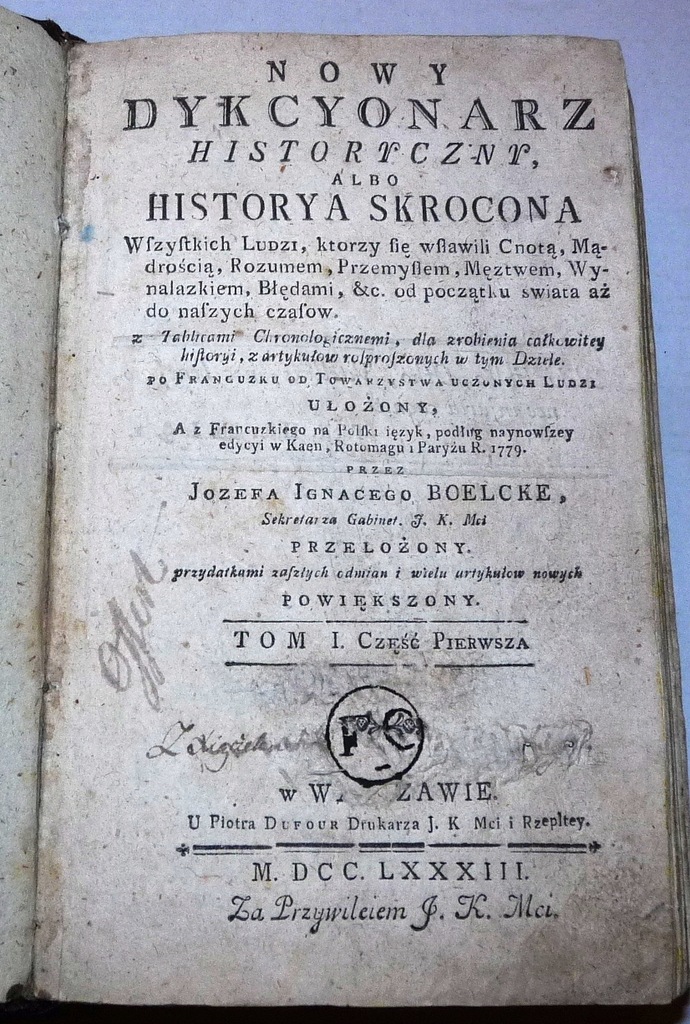 NOWY
DYKCYONARZ
HISTORYCZNY,
ALBO
HISTORYA SKROCONA
Wſzyſtkich LUDZI, ktorzy ſię wſławili Cnotą, Mą-
drością, Rozumem, Przemyſłem, Męztwem, Wy-
nalazkiem, Błędami, &c. od początku swiata aż
do naſzych czaſow.
z Tablicami Chronologicznemi, dla zrobienia całkowitey
hiſtoryi, z artykułow roſproſzonych w tym Dziele.
PO FRANCUZKU OD TOWARZYSTWA UCZONYCH LUDZI
UŁOŻONY,
A z Francuzkiego na Polſki ięzyk, podług naynowſzey
edycyi w Kaen, Rotomagu i Paryżu R. 1779.
PRZEZ
JOZEFA IGNACEGO BOELCKE,
Sekretarza Gabinet. J. K. Mci
PRZEŁOŻONY.
przydatkami zaſzłych odmian i wielu artykułow nowych
POWIĘKSZONY.
TOM I. CZĘŚĆ PIERWSZA
w W ZAWIE.
U Piotra DUFOUR Drukarza J. K Mci i Rzepltey.
M. DCC. LXXXIII.
Za Przywileiem J. K. Mci.